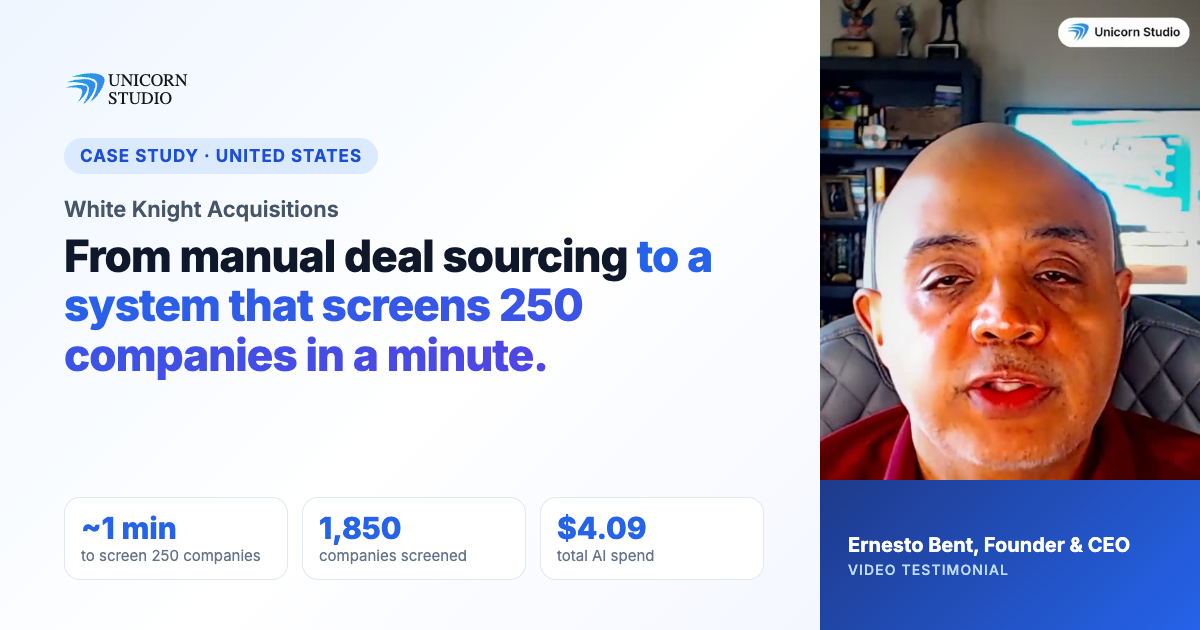 UNICORN
STUDIO
CASE STUDY · UNITED STATES
White Knight Acquisitions
From manual deal sourcing to a
system that screens 250
companies in a minute.
~1 min
to screen 250 companies
1,850
companies screened
$4.09
total AI spend
Unicorn Studio
Ernesto Bent, Founder & CEO
VIDEO TESTIMONIAL